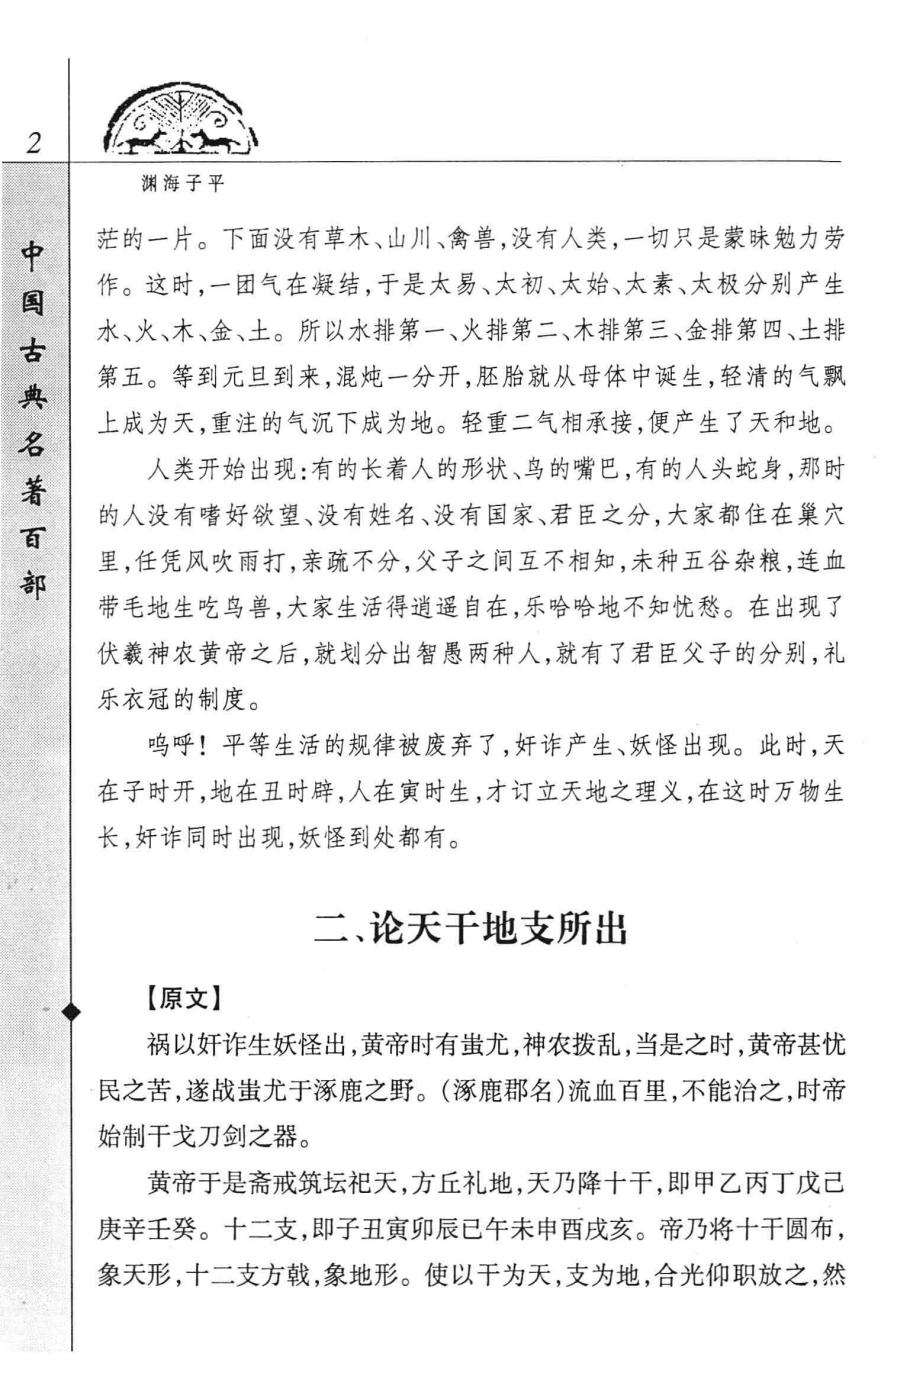 2
渊海子平
中国古典名著百部
茫的一片。下面没有草木、山川、禽兽,没有人类,一切只是蒙昧勉力劳
作。这时,一团气在凝结,于是太易、太初、太始、太素、太极分别产生
水、火、木、金、土。所以水排第一、火排第二、木排第三、金排第四、土排
第五。等到元旦到来,混炖一分开,胚胎就从母体中诞生,轻清的气飘
上成为天,重注的气沉下成为地。轻重二气相承接,便产生了天和地。
人类开始出现:有的长着人的形状、鸟的嘴巴,有的人头蛇身,那时
的人没有嗜好欲望、没有姓名、没有国家、君臣之分,大家都住在巢穴
里,任凭风吹雨打,亲疏不分,父子之间互不相知,未种五谷杂粮,连血
带毛地生吃鸟兽,大家生活得逍遥自在,乐哈哈地不知忧愁。在出现了
伏羲神农黄帝之后,就划分出智愚两种人,就有了君臣父子的分别,礼
乐衣冠的制度。
呜呼!平等生活的规律被废弃了,奸诈产生、妖怪出现。此时,天
在子时开,地在丑时辟,人在寅时生,才订立天地之理义,在这时万物生
长,奸诈同时出现,妖怪到处都有。
二、论天干地支所出
【原文】
祸以奸诈生妖怪出,黄帝时有蚩尤,神农拨乱,当是之时,黄帝甚忧
民之苦,遂战蚩尤于涿鹿之野。(涿鹿郡名)流血百里,不能治之,时帝
始制干戈刀剑之器。
黄帝于是斋戒筑坛祀天,方丘礼地,天乃降十干,即甲乙丙丁戊己
庚辛壬癸。十二支,即子丑寅卯辰巳午未申酉戌亥。帝乃将十干圆布,
象天形,十二支方戟,象地形。使以干为天,支为地,合光仰职放之,然